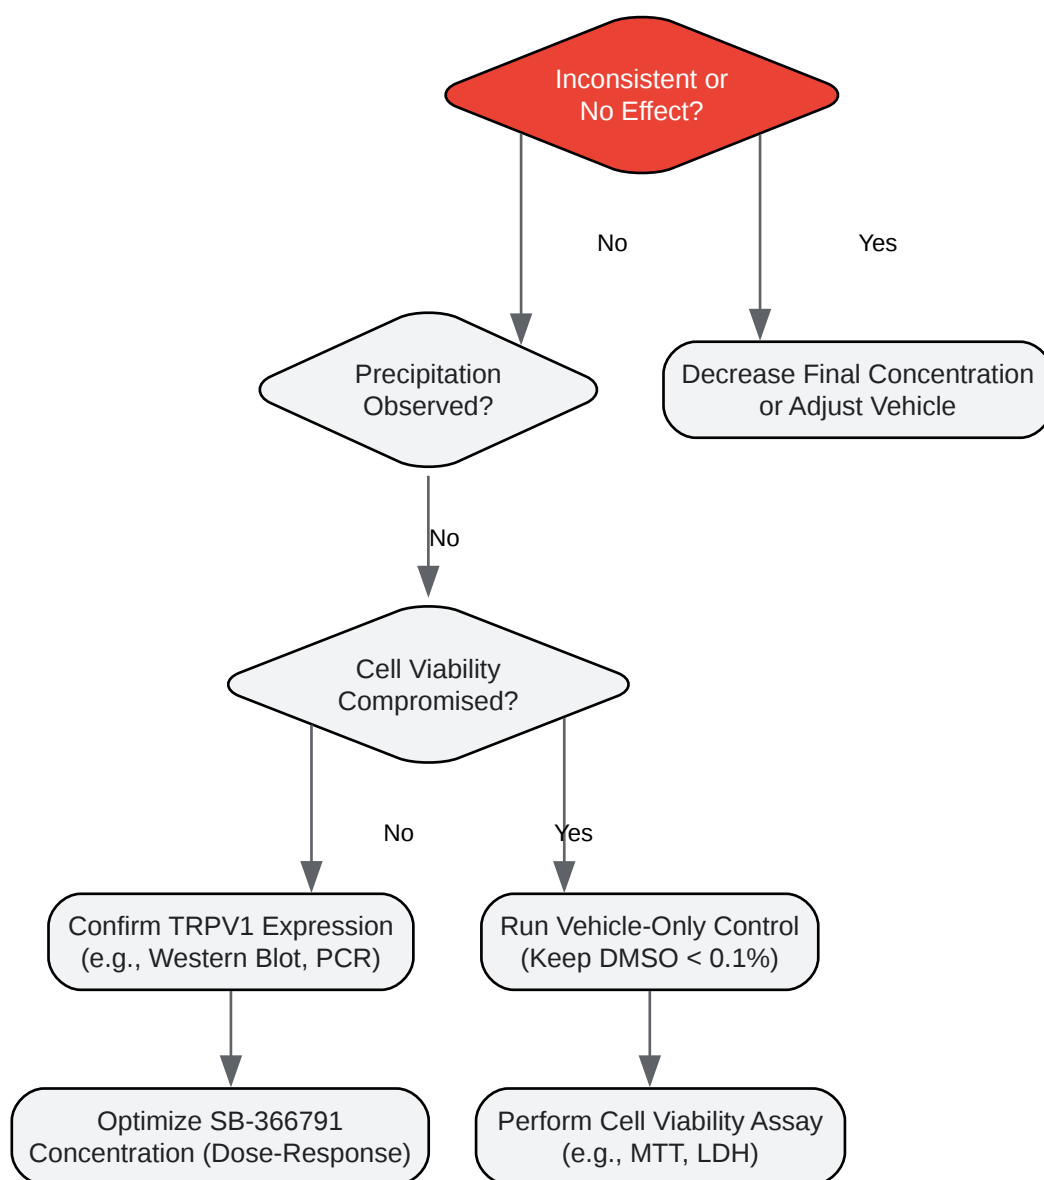 Inconsistent or
No Effect?
No
Yes
Precipitation
Observed?
Decrease Final Concentration
or Adjust Vehicle
No
Cell Viability
Compromised?
No
Yes
Confirm TRPV1 Expression
(e.g., Western Blot, PCR)
Run Vehicle-Only Control
(Keep DMSO < 0.1%)
Optimize SB-366791
Concentration (Dose-Response)
Perform Cell Viability Assay
(e.g., MTT, LDH)